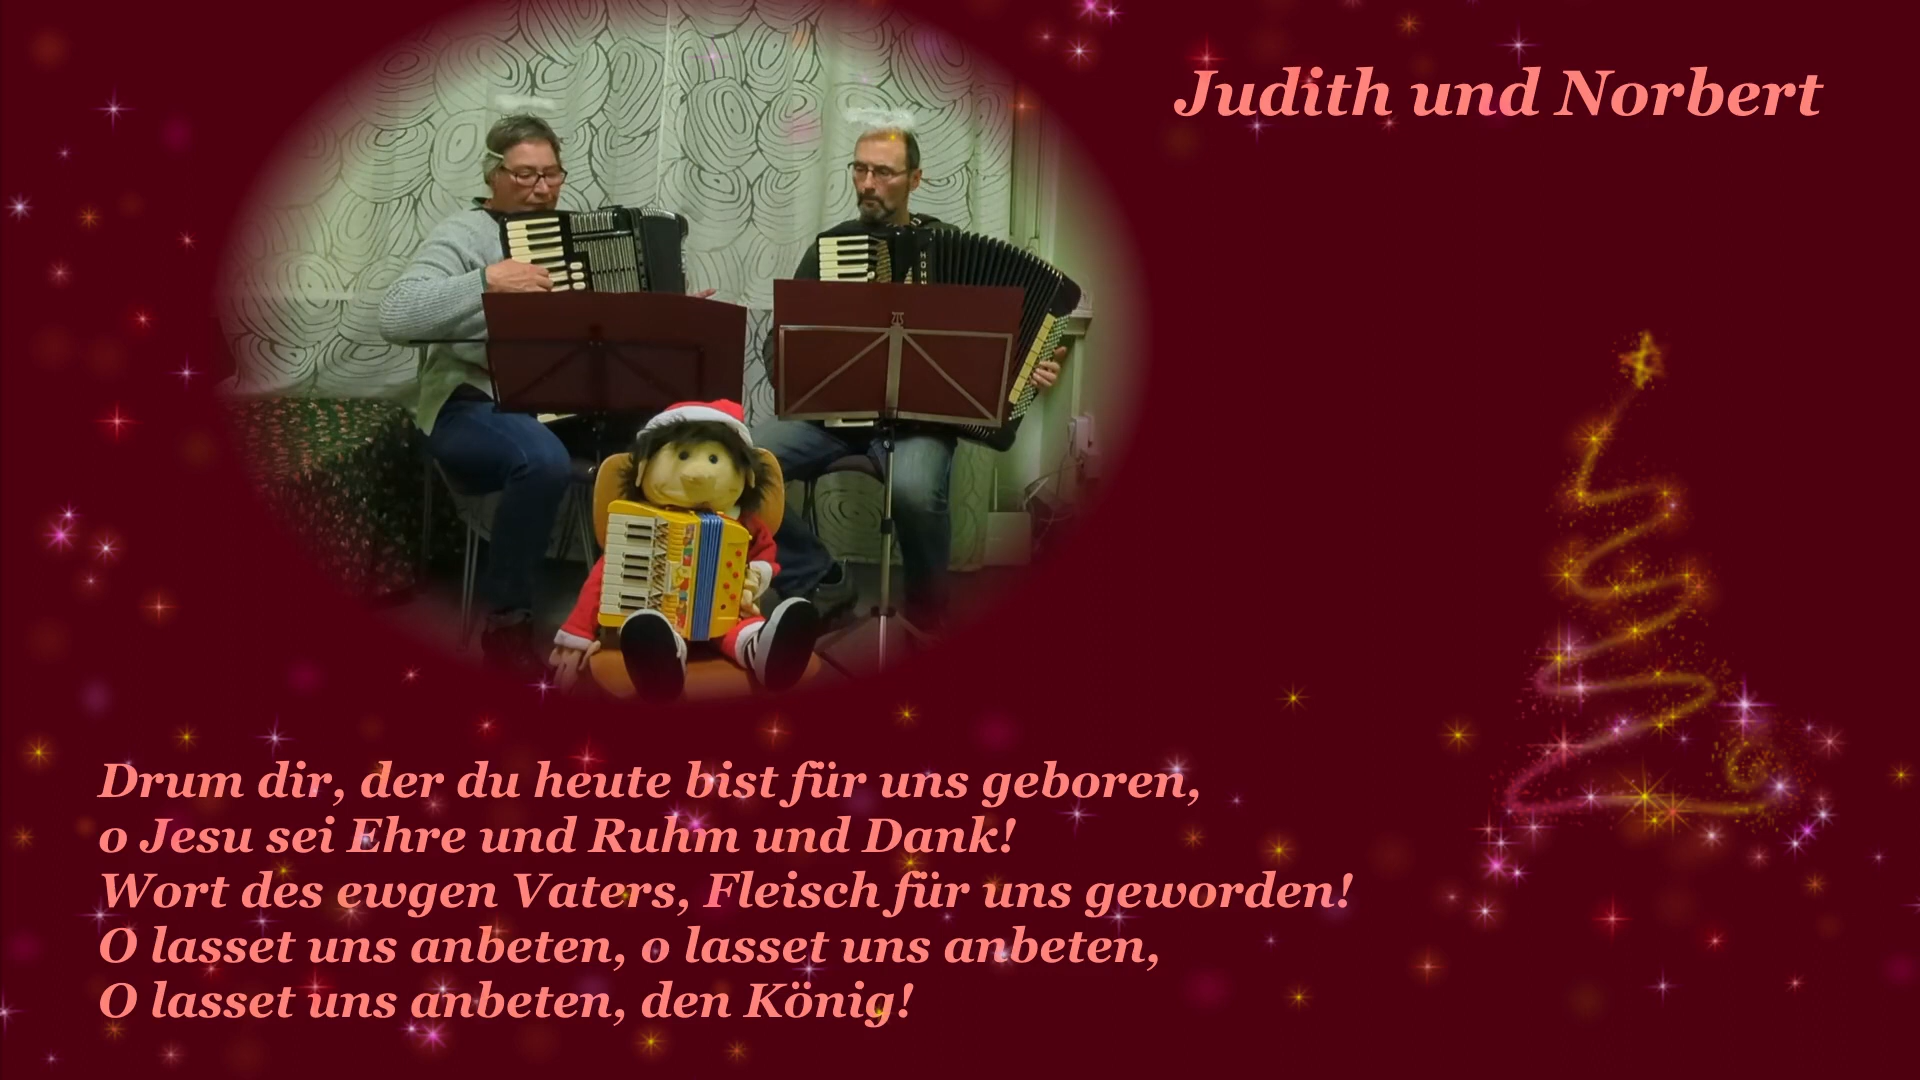 Judith und Norbert
Drum dir, der du heute bist für uns geboren,
o Jesu sei Ehre und Ruhm und Dank!
Wort des ewgen Vaters, Fleisch für uns geworden!
O lasset uns anbeten, o lasset uns anbeten,
O lasset uns anbeten, den König!